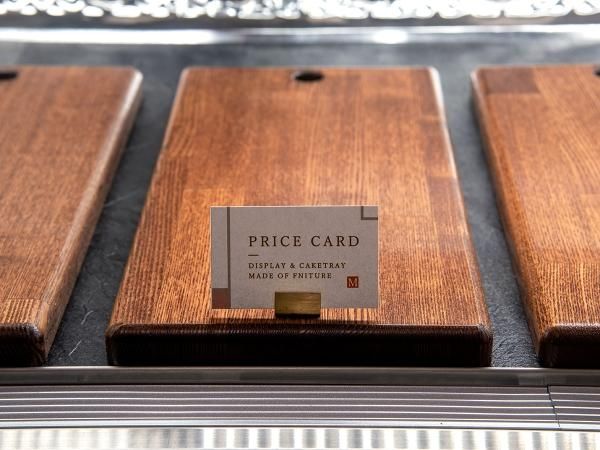 PRICE CARD
DISPLAY & CAKETRAY
MADE OF FNITURE
M